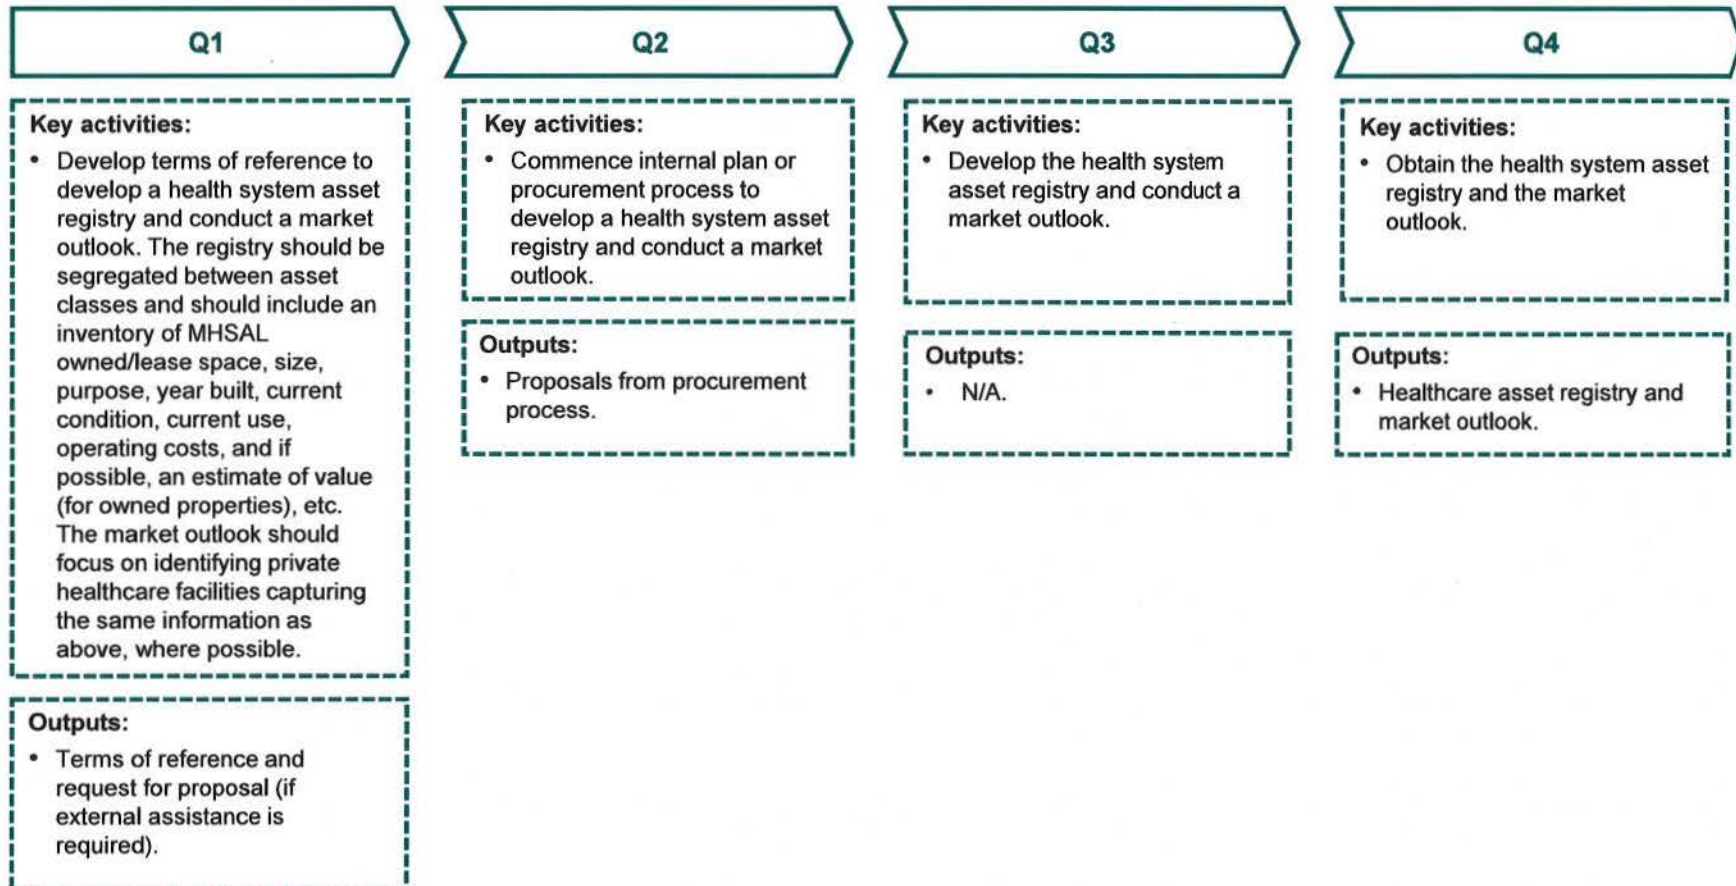 Q1
Key activities:
• Develop terms of reference to
develop a health system asset
registry and conduct a market
outlook. The registry should be
segregated between asset
classes and should include an
inventory of MHSAL
owned/lease space, size,
purpose, year built, current
condition, current use,
operating costs, and if
possible, an estimate of value
(for owned properties), etc.
The market outlook should
focus on identifying private
healthcare facilities capturing
the same information as
above, where possible.
Outputs:
• Terms of reference and
request for proposal (if
external assistance is
required).
Q2
Key activities:
• Commence internal plan or
procurement process to
develop a health system asset
registry and conduct a market
outlook.
Outputs:
• Proposals from procurement
process.
Q3
Key activities:
• Develop the health system
asset registry and conduct a
market outlook.
Outputs:
• N/A.
Q4
Key activities:
• Obtain the health system asset
registry and the market
outlook.
Outputs:
• Healthcare asset registry and
market outlook.